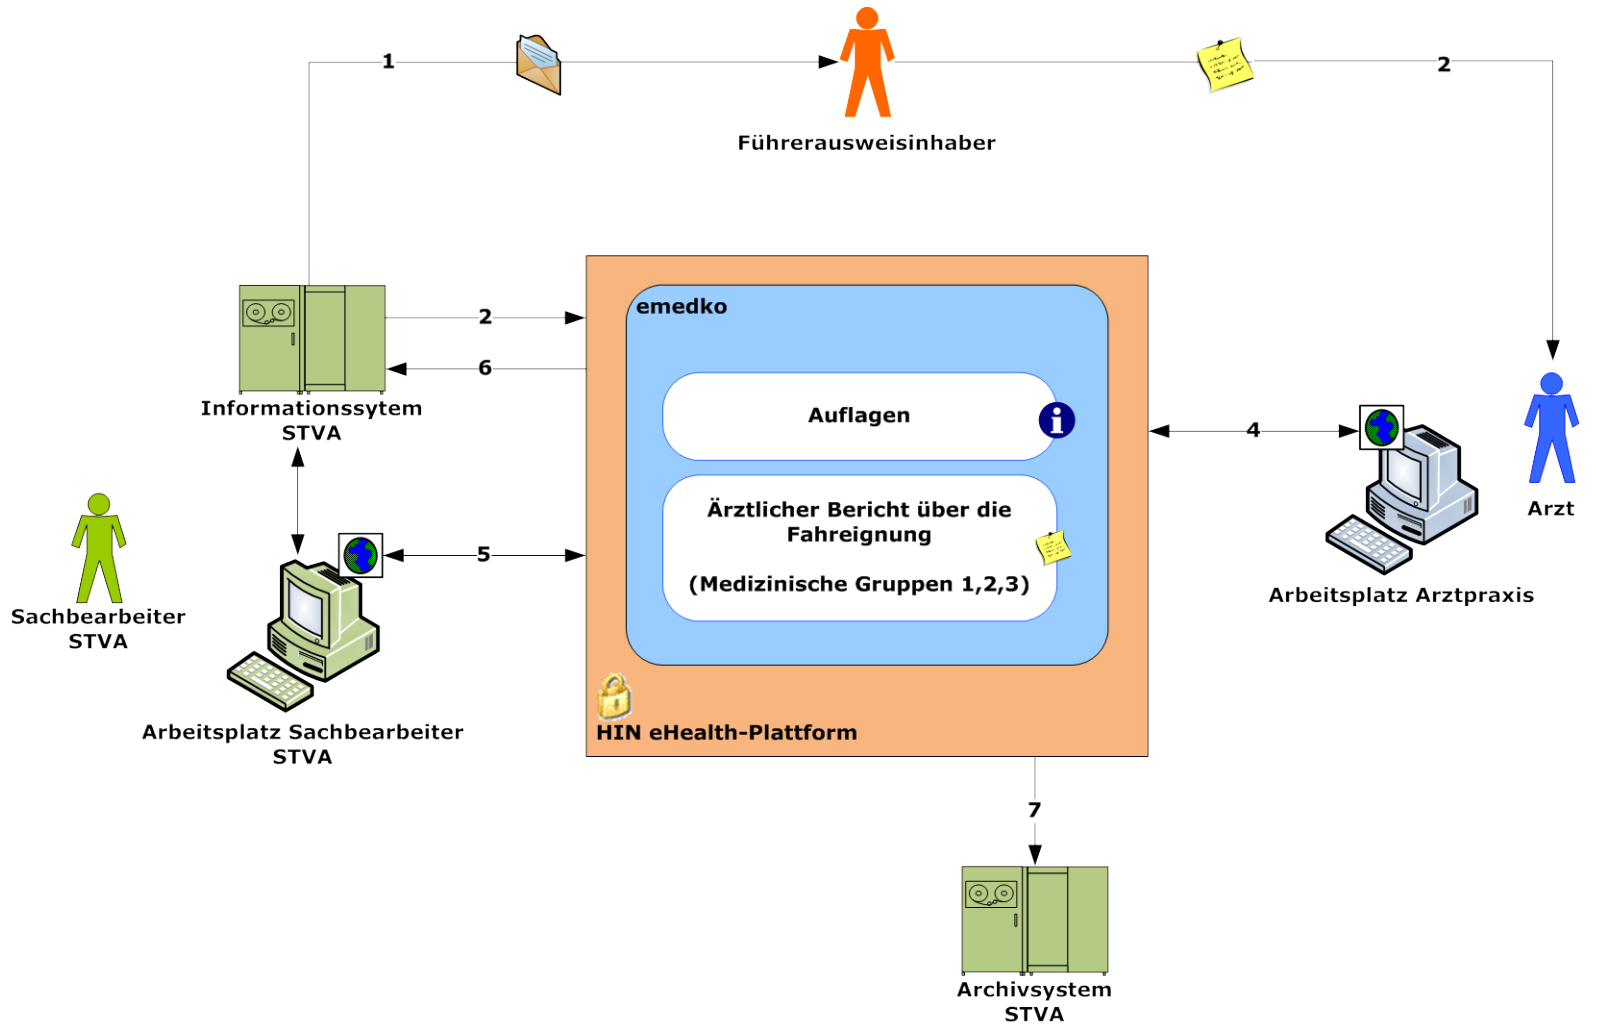 1
2
Führerausweisinhaber
emedko
2
6
Auflagen
Informationssytem
STVA
4
Ärztlicher Bericht über die
Fahreignung
(Medizinische Gruppen 1,2,3)
Arzt
5
Arbeitsplatz Arztpraxis
Sachbearbeiter
STVA
Arbeitsplatz Sachbearbeiter
STVA
HIN eHealth-Plattform
7
Archivsystem
STVA